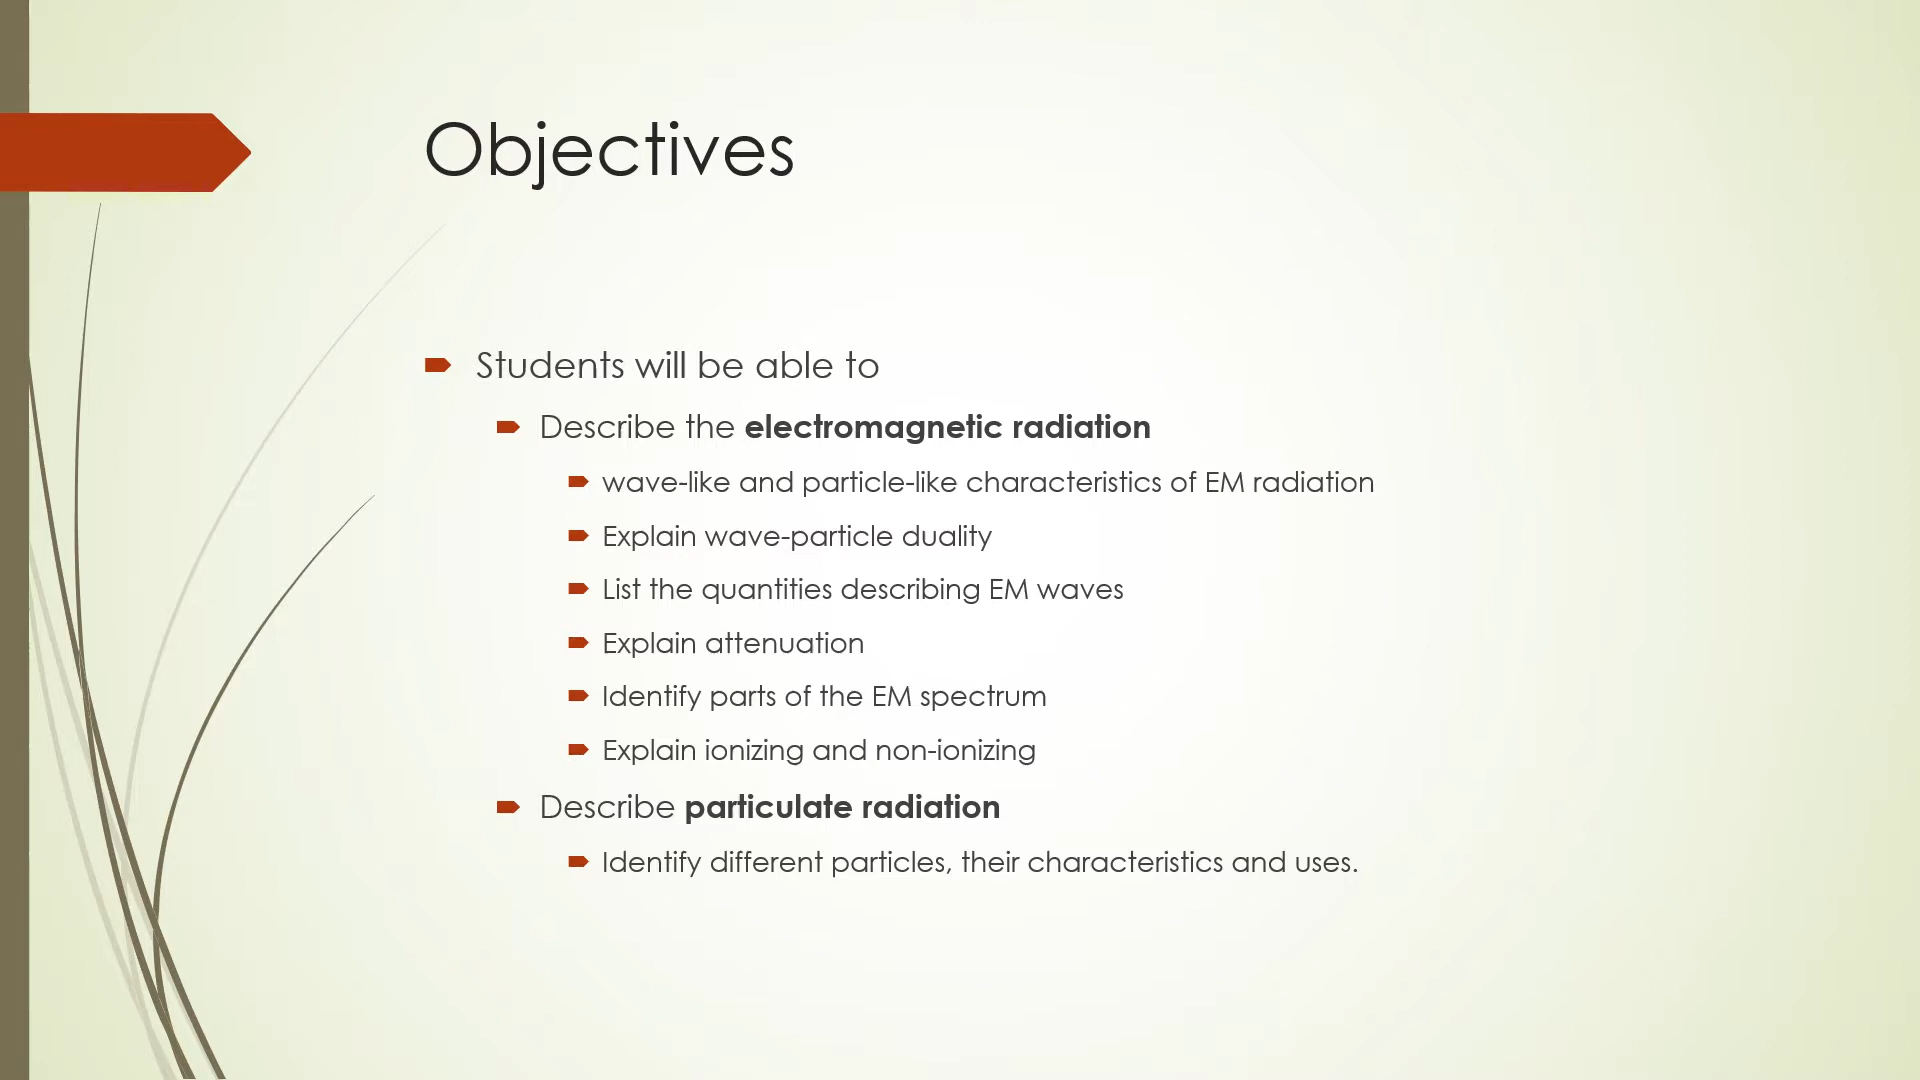 Objectives
Students will be able to
Describe the electromagnetic radiation
wave-like and particle-like characteristics of EM radiation
Explain wave-particle duality
List the quantities describing EM waves
Explain attenuation
Identify parts of the EM spectrum
Explain ionizing and non-ionizing
Describe particulate radiation
Identify different particles, their characteristics and uses.